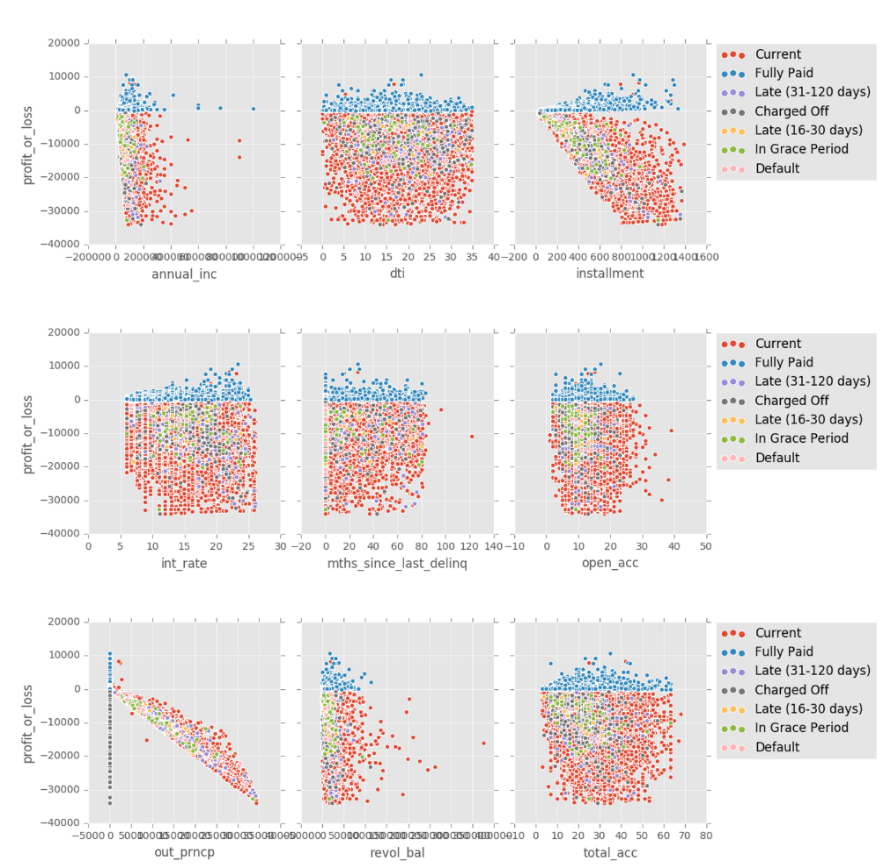 20000
10000
0
−10000
−20000
−30000
−40000
profit_or_loss
annual_inc
−5 0 5 10 15 20 25 30 35 40
dti
−200 0 200 400 600 800 1000 1200 1400 1600
installment
Current
Fully Paid
Late (31-120 days)
Charged Off
Late (16-30 days)
In Grace Period
Default
20000
10000
0
−10000
−20000
−30000
−40000
profit_or_loss
0 5 10 15 20 25 30
int_rate
−20 0 20 40 60 80 100 120 140
mths_since_last_delinq
−10 0 10 20 30 40 50
open_acc
Current
Fully Paid
Late (31-120 days)
Charged Off
Late (16-30 days)
In Grace Period
Default
20000
10000
0
−10000
−20000
−30000
−40000
profit_or_loss
out_prncp
revol_bal
−10 0 10 20 30 40 50 60 70 80
total_acc
Current
Fully Paid
Late (31-120 days)
Charged Off
Late (16-30 days)
In Grace Period
Default